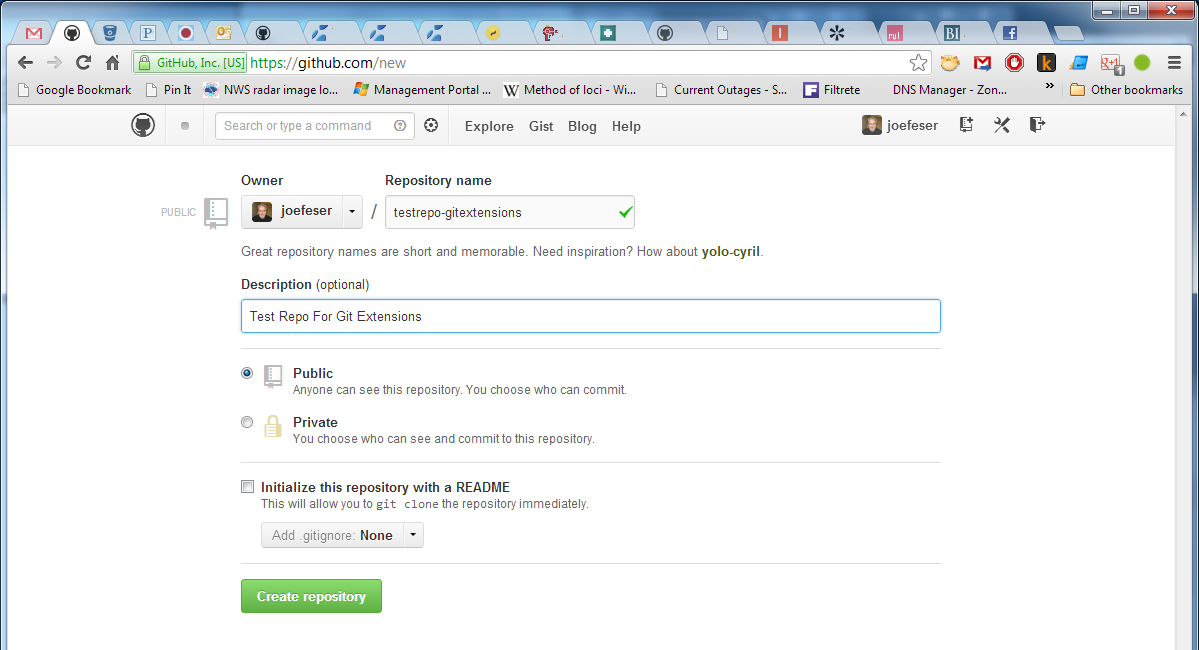 GitHub, Inc. [US] https://github.com/new
Google Bookmark Pin It NWS radar image lo... Management Portal ... Method of loci - Wi... Current Outages - S... Filtrete DNS Manager - Zon... » Other bookmarks
Search or type a command Explore Gist Blog Help joefeser
Owner Repository name
PUBLIC joefeser / testrepo-gitextensions
Great repository names are short and memorable. Need inspiration? How about yolo-cyril.
Description (optional)
Test Repo For Git Extensions
Public
Anyone can see this repository. You choose who can commit.
Private
You choose who can see and commit to this repository.
Initialize this repository with a README
This will allow you to git clone the repository immediately.
Add .gitignore: None
Create repository